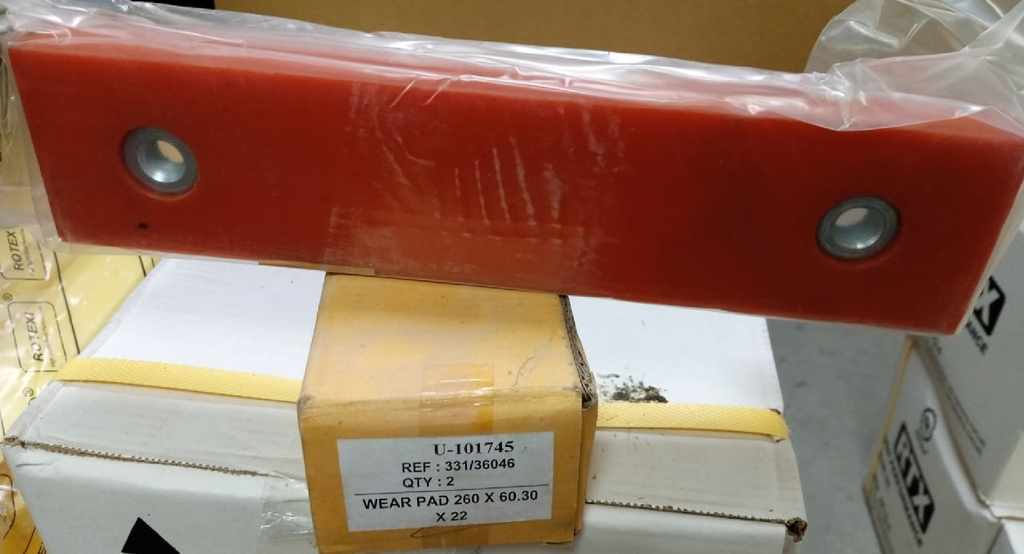 ROTEX
ROTEX
U-101745
REF : 331/36046
QTY : 2
WEAR PAD 260 X 60.30
X 22